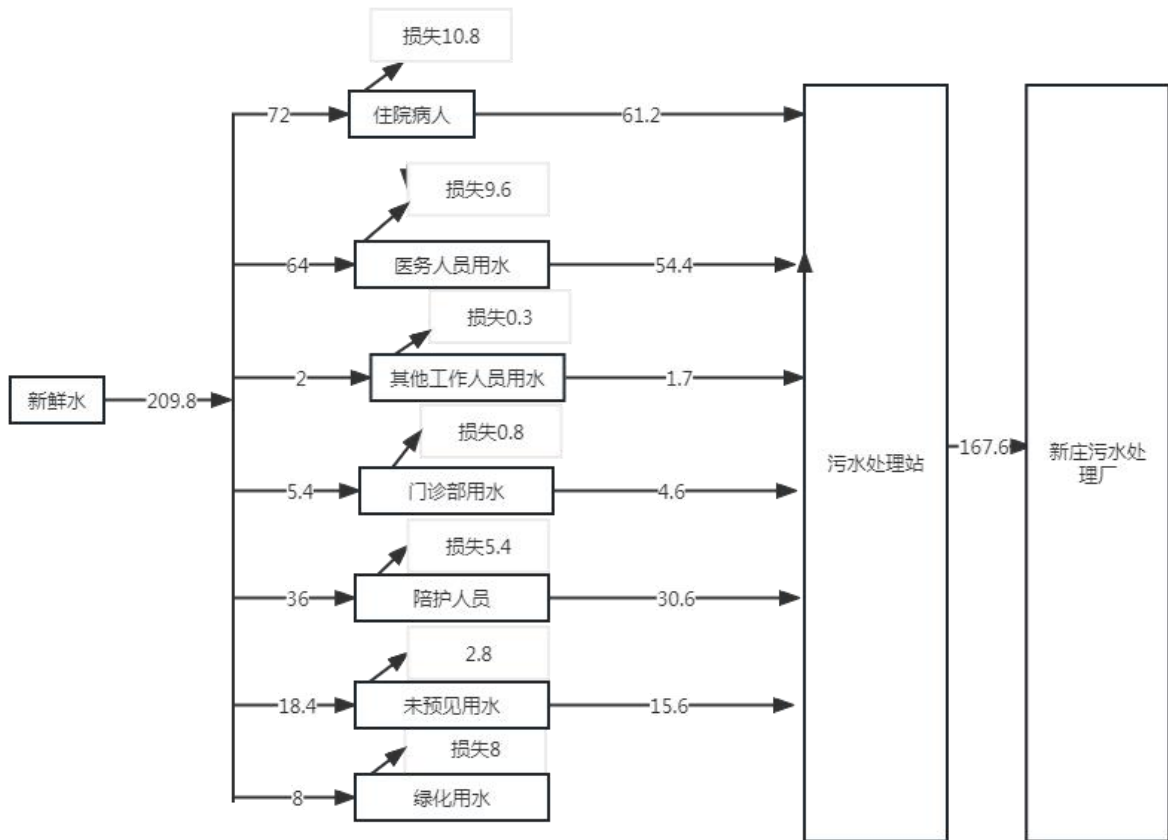 损失10.8
72
住院病人
61.2
损失9.6
64
医务人员用水
54.4
损失0.3
2
其他工作人员用水
1.7
新鲜水
209.8
损失0.8
5.4
门诊部用水
4.6
污水处理站
167.6
新庄污水处
理厂
损失5.4
36
陪护人员
30.6
2.8
18.4
未预见用水
15.6
损失8
8
绿化用水